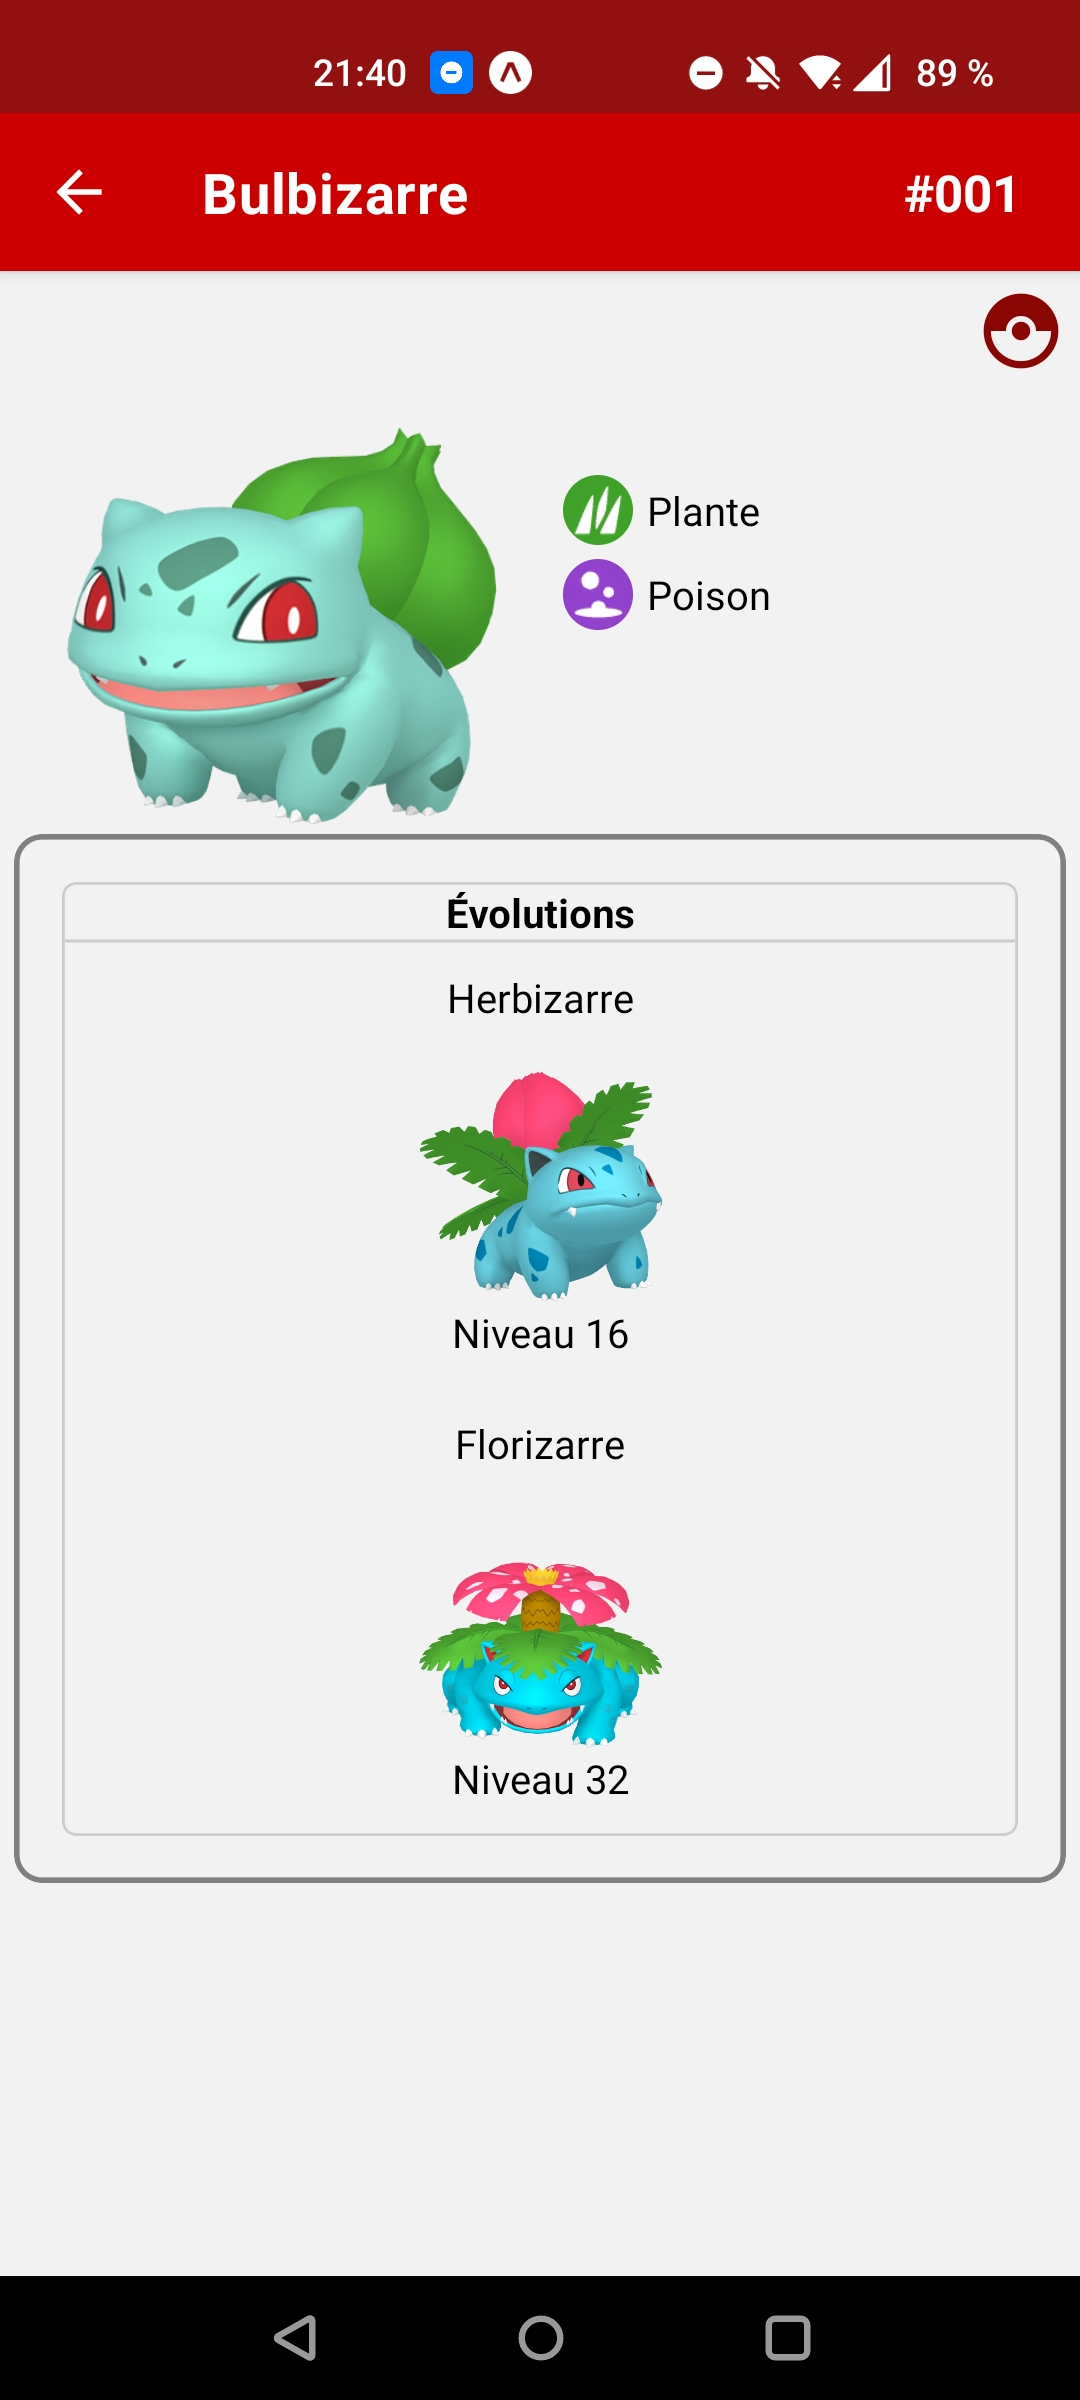 21:40
89 %
Bulbizarre
#001
Plante
Poison
Évolutions
Herbizarre
Niveau 16
Florizarre
Niveau 32